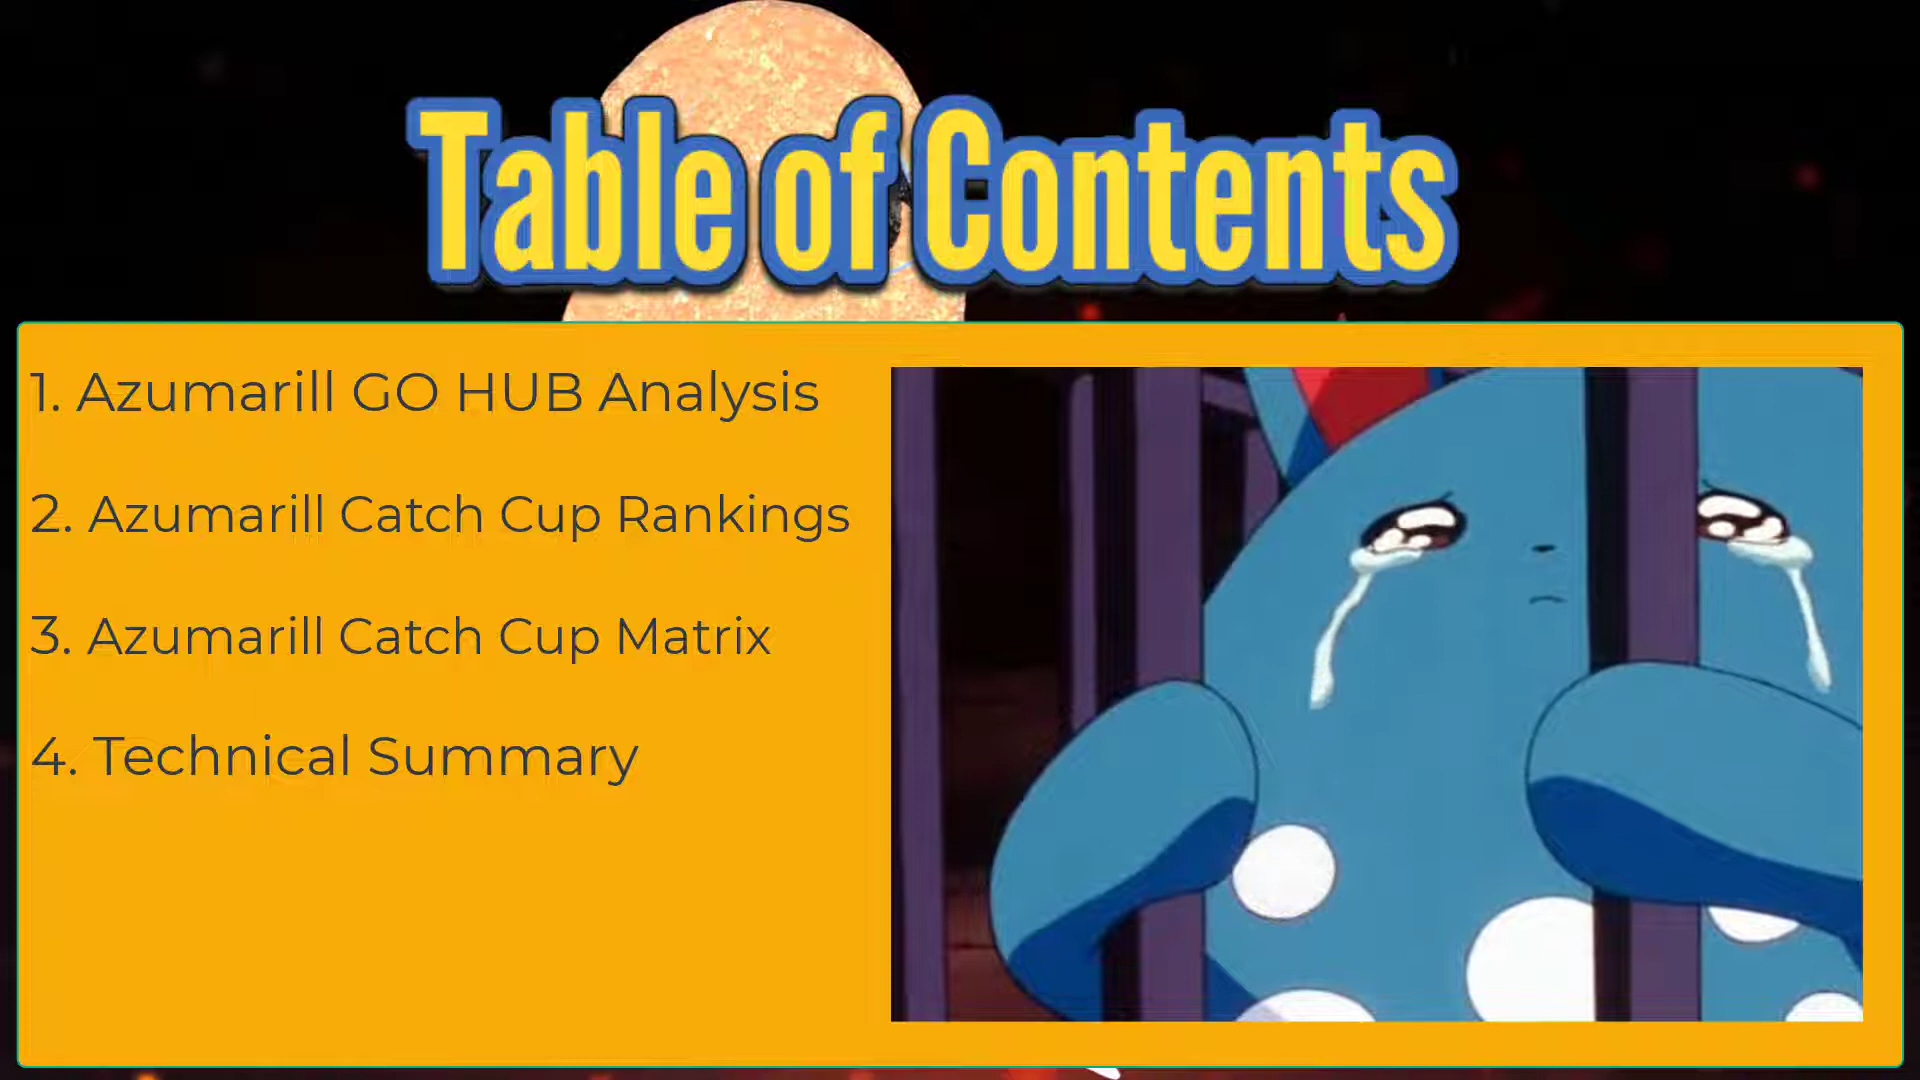 Table of Contents
1. Azumarill GO HUB Analysis
2. Azumarill Catch Cup Rankings
3. Azumarill Catch Cup Matrix
4. Technical Summary